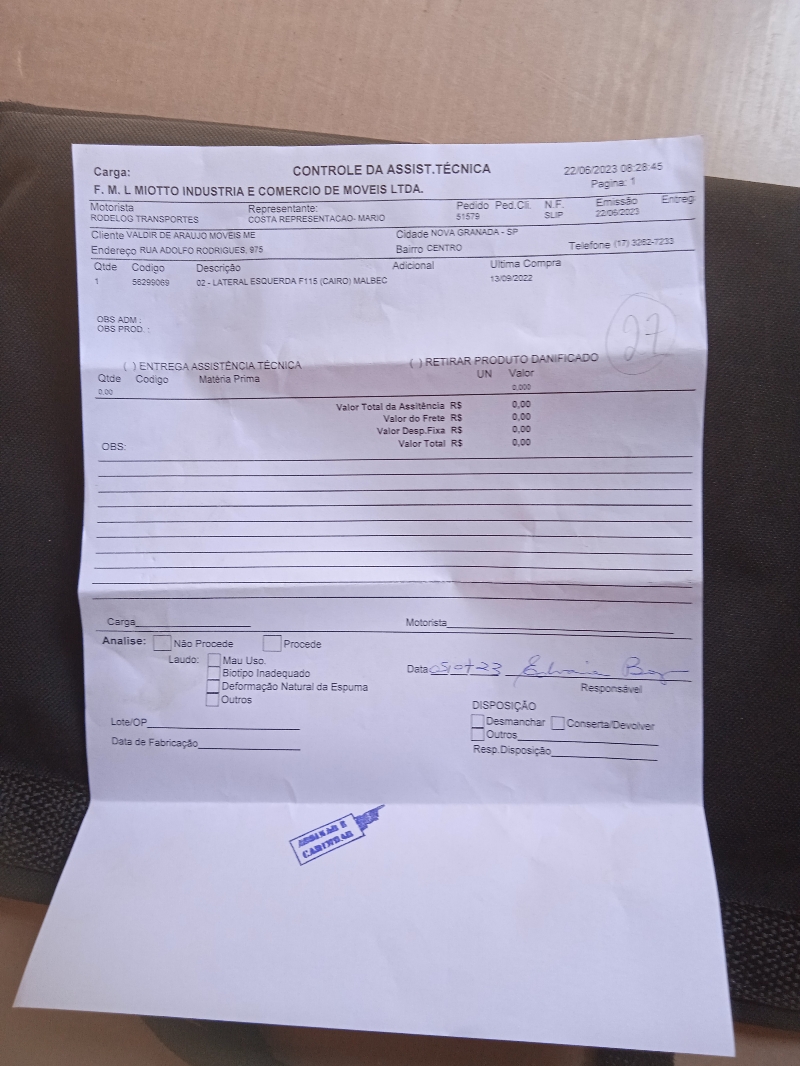 Carga: CONTROLE DA ASSIST.TÉCNICA 22/06/2023 08:28:45
F. M. L MIOTTO INDUSTRIA E COMERCIO DE MOVEIS LTDA. Pagina: 1
Motorista Representante: Pedido Ped.Cli. N.F. Emissão Entreg
RODELOG TRANSPORTES COSTA REPRESENTACAO- MARIO 51579 SLIP 22/06/2023
Cliente VALDIR DE ARAUJO MOVEIS ME Cidade NOVA GRANADA - SP
Endereço RUA ADOLFO RODRIGUES, 975 Bairro CENTRO Telefone (17) 3262-7233
Qtde Codigo Descrição Adicional Ultima Compra
1 56299069 02 - LATERAL ESQUERDA F115 (CAIRO) MALBEC 13/09/2022
OBS ADM :
OBS PROD. :
27
( ) ENTREGA ASSISTÊNCIA TÉCNICA ( ) RETIRAR PRODUTO DANIFICADO
Qtde Codigo Matéria Prima UN Valor
0,00 0,000
Valor Total da Assitência R$ 0,00
Valor do Frete R$ 0,00
Valor Desp.Fixa R$ 0,00
OBS: Valor Total R$ 0,00
Carga Motorista
Analise: Não Procede Procede
Laudo: Mau Uso.
Biotipo Inadequado
Deformação Natural da Espuma
Outros
Data 05,07,23
Responsável
DISPOSIÇÃO
Desmanchar Conserta/Devolver
Outros
Resp.Disposição
Lote/OP
Data de Fabricação
ASSINAR E
CARIMBAR